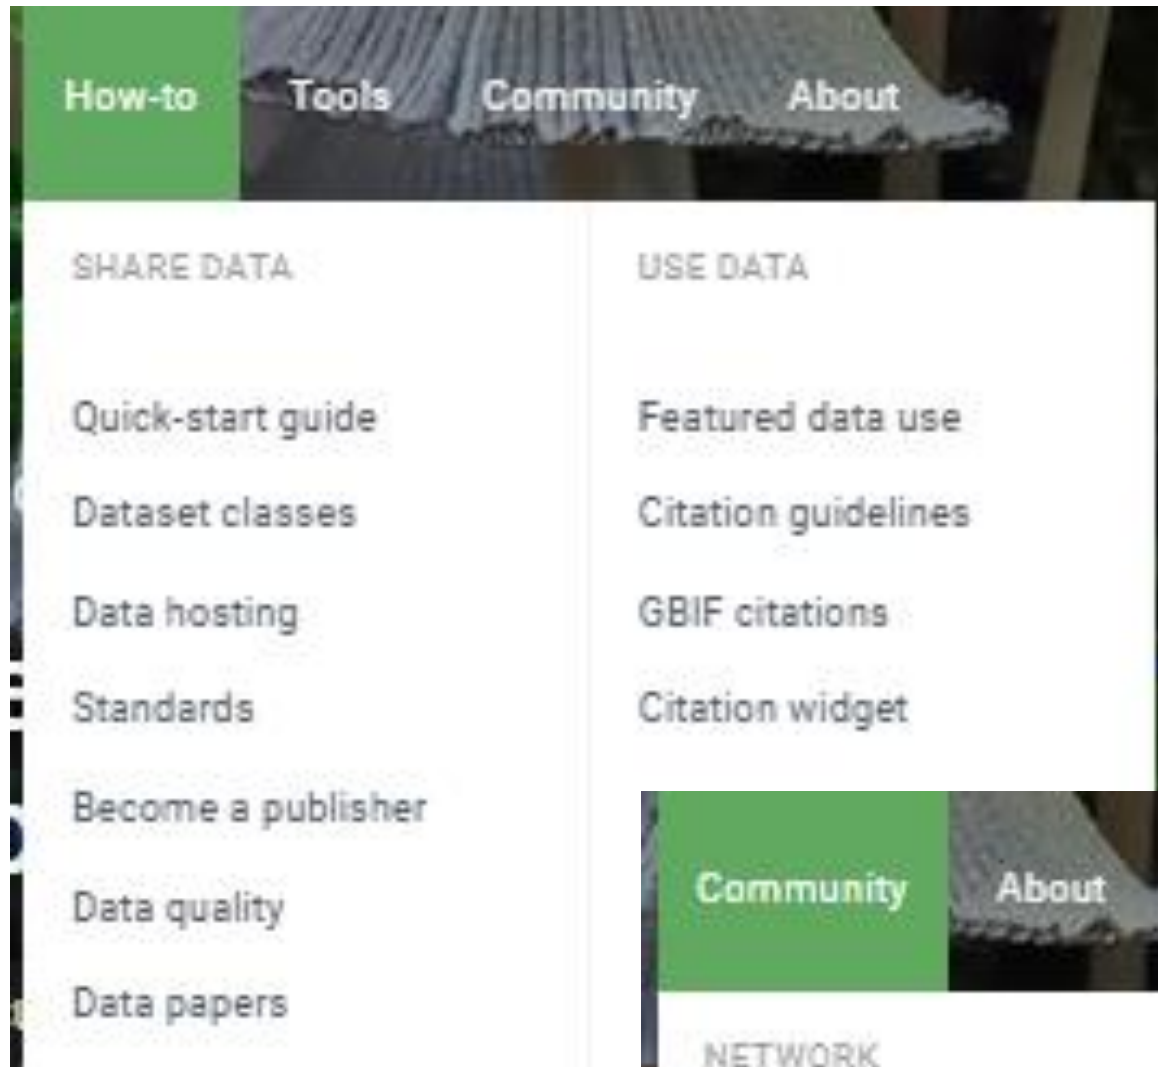 How-to Tools Community About
SHARE DATA
Quick-start guide
Dataset classes
Data hosting
Standards
Become a publisher
Data quality
Data papers
USE DATA
Featured data use
Citation guidelines
GBIF citations
Citation widget
Community About
NETWORK